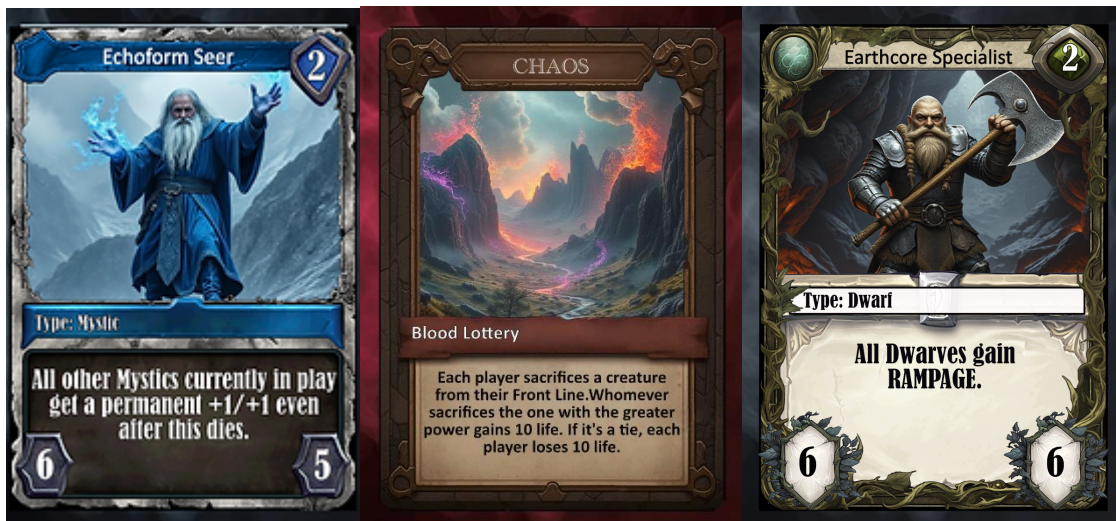 Echoform Seer
2
Type: Mystic
All other Mystics currently in play
get a permanent +1/+1 even
after this dies.
6
5
CHAOS
Blood Lottery
Each player sacrifices a creature
from their Front Line.Whomever
sacrifices the one with the greater
power gains 10 life. If it's a tie, each
player loses 10 life.
Earthcore Specialist
2
Type: Dwarf
All Dwarves gain
RAMPAGE.
6
6